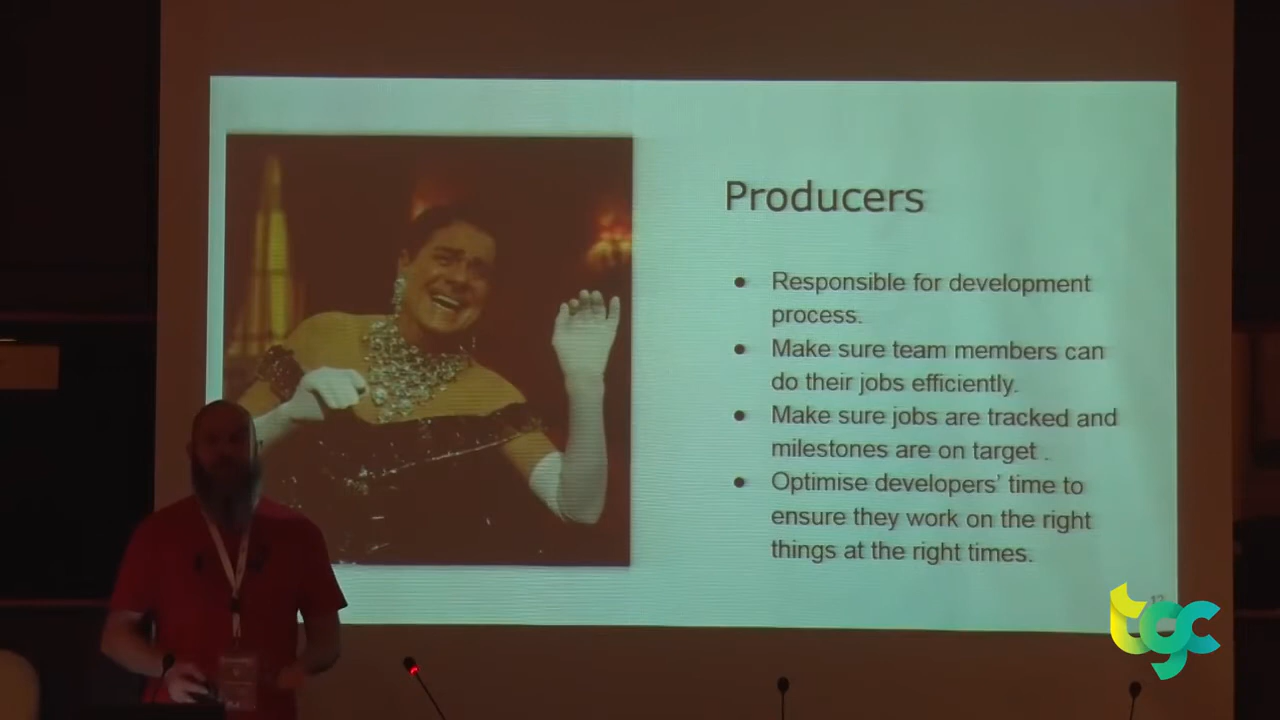 Producers
● Responsible for development
process.
● Make sure team members can
do their jobs efficiently.
● Make sure jobs are tracked and
milestones are on target .
● Optimise developers’ time to
ensure they work on the right
things at the right times.
12
tgc